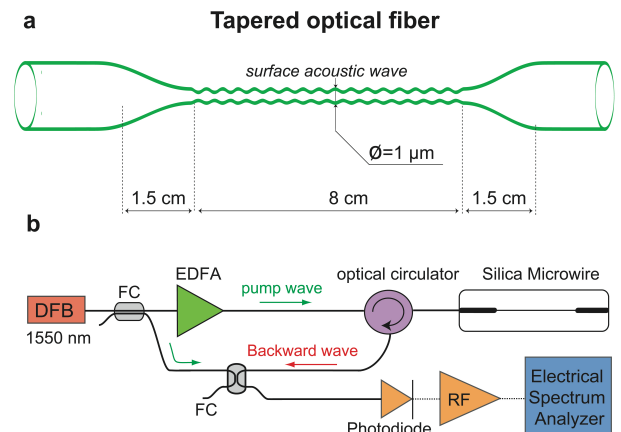 a
Tapered optical fiber
surface acoustic wave
Ø=1 µm
1.5 cm
8 cm
1.5 cm
b
FC
EDFA
pump wave
optical circulator
Silica Microwire
DFB
1550 nm
Backward wave
FC
Photodiode
RF
Electrical
Spectrum
Analyzer